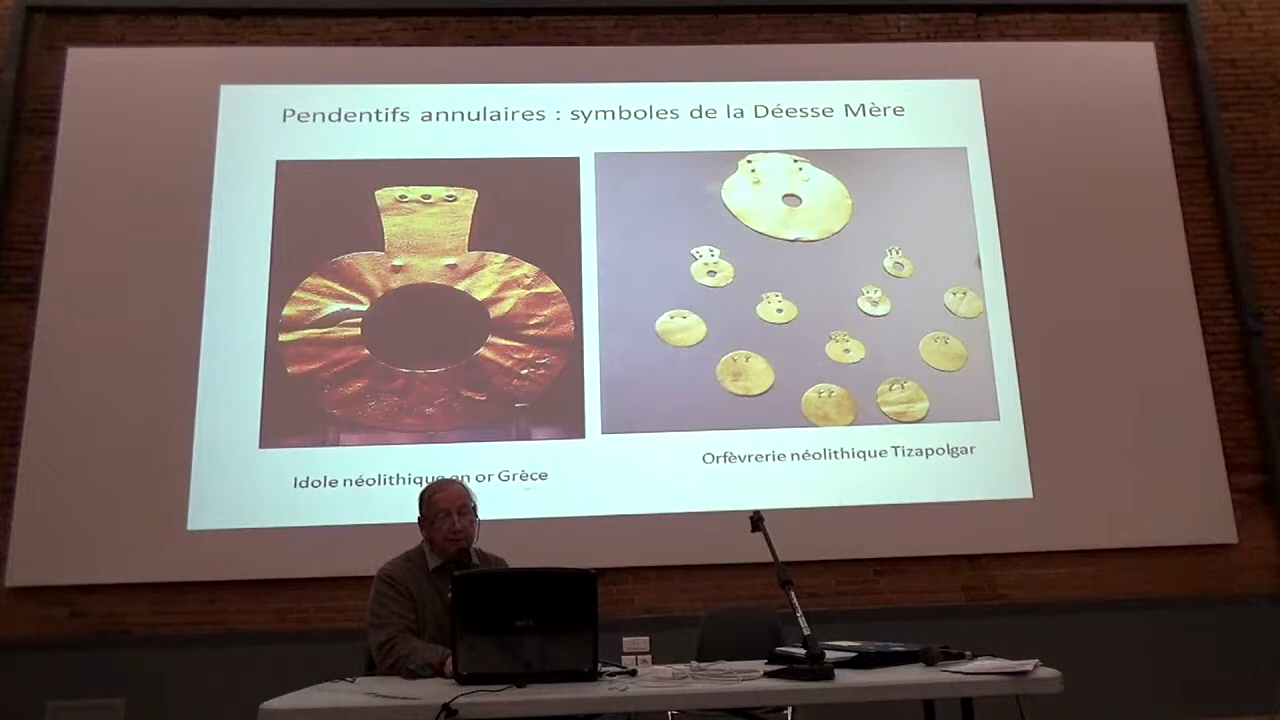 Pendentifs annulaires : symboles de la Déesse Mère
Idole néolithique en or Grèce
Orfèvrerie néolithique Tizapolgar